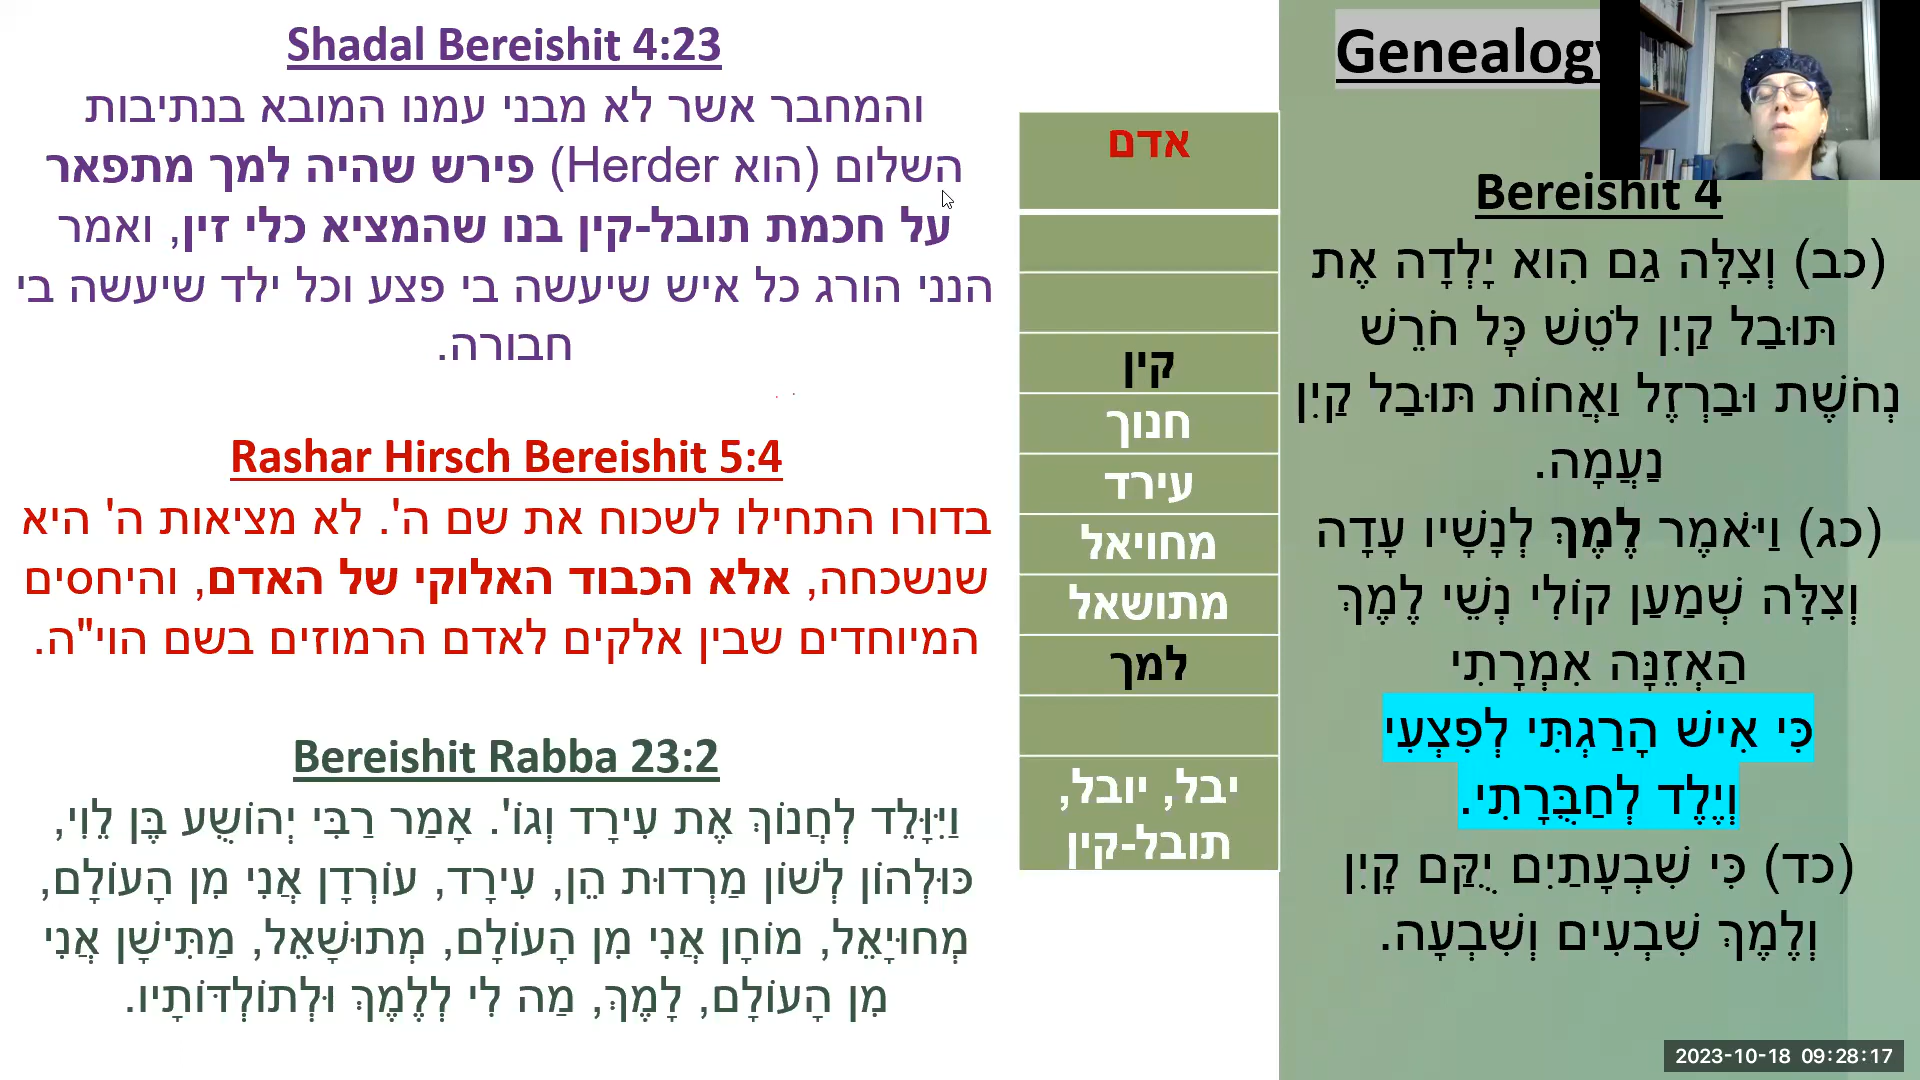 Shadal Bereishit 4:23
והמחבר אשר לא מבני עמנו המובא בנתיבות
השלום (הוא Herder) פירש שהיה למך מתפאר
על חכמת תובל-קין בנו שהמציא כלי זין, ואמר
הנני הורג כל איש שיעשה בי פצע וכל ילד שיעשה בי
חבורה.
Rashar Hirsch Bereishit 5:4
בדורו התחילו לשכוח את שם ה'. לא מציאות ה' היא
שנשכחה, אלא הכבוד האלוקי של האדם, והיחסים
המיוחדים שבין אלקים לאדם הרמוזים בשם הוי"ה.
Bereishit Rabba 23:2
וַיִּוָּלֵד לְחֲנוֹךְ אֶת עִירָד וְגוֹ'. אָמַר רַבִּי יְהוֹשֻׁעַ בֶּן לֵוִי,
כּוּלְהוֹן לְשׁוֹן מַרְדוּת הֵן, עִירָד, עוֹרְדָן אֲנִי מִן הָעוֹלָם,
מְחוּיָאֵל, מוֹחָן אֲנִי מִן הָעוֹלָם, מְתוּשָׁאֵל, מַתִּישָׁן אֲנִי
מִן הָעוֹלָם, לָמֶךְ, מַה לִי לְלֶמֶךְ וּלְתוֹלְדּוֹתָיו.
אדם
קין
חנוך
עירד
מחויאל
מתושאל
למך
יבל, יובל,
תובל-קין
Genealogy
Bereishit 4
(כב) וְצִלָּה גַם הִוא יָלְדָה אֶת
תּוּבַל קַיִן לֹטֵשׁ כׇּל חֹרֵשׁ
נְחֹשֶׁת וּבַרְזֶל וַאֲחוֹת תּוּבַל קַיִן
נַעֲמָה.
(כג) וַיֹּאמֶר לֶמֶךְ לְנָשָׁיו עָדָה
וְצִלָּה שְׁמַעַן קוֹלִי נְשֵׁי לֶמֶךְ
הַאְזֵנָּה אִמְרָתִי
כִּי אִישׁ הָרַגְתִּי לְפִצְעִי
וְיֶלֶד לְחַבֻּרָתִי.
(כד) כִּי שִׁבְעָתַיִם יֻקַּם קָיִן
וְלֶמֶךְ שִׁבְעִים וְשִׁבְעָה.
2023-10-18 09:28:17